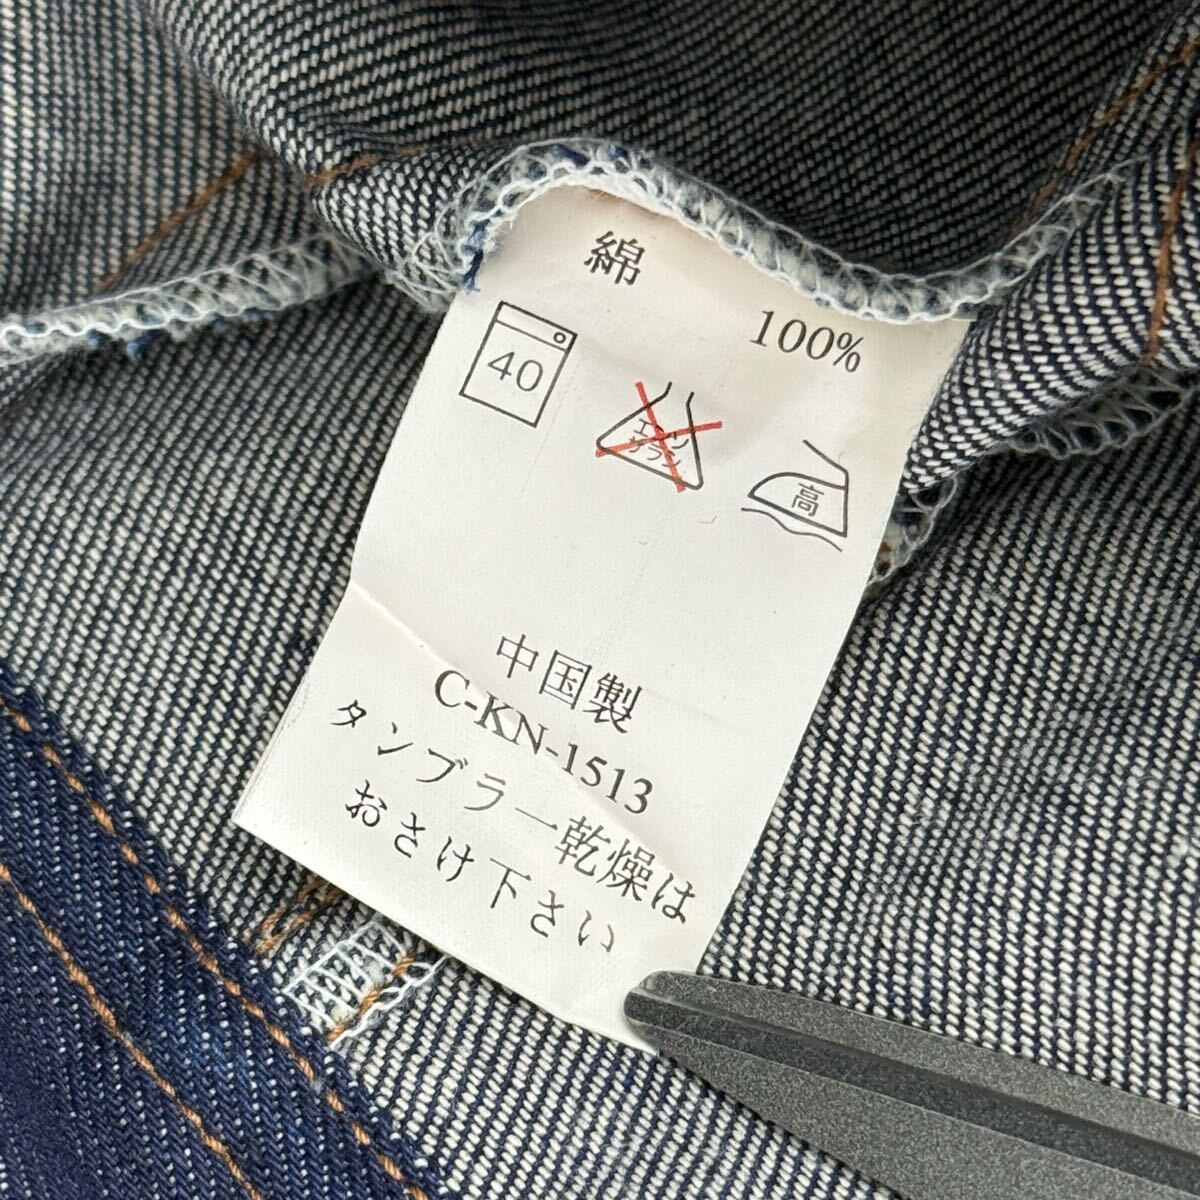 綿
100%
40
エンソ
サラシ
高
中国製
C-KN-1513
タンブラー乾燥は
おさけ下さい